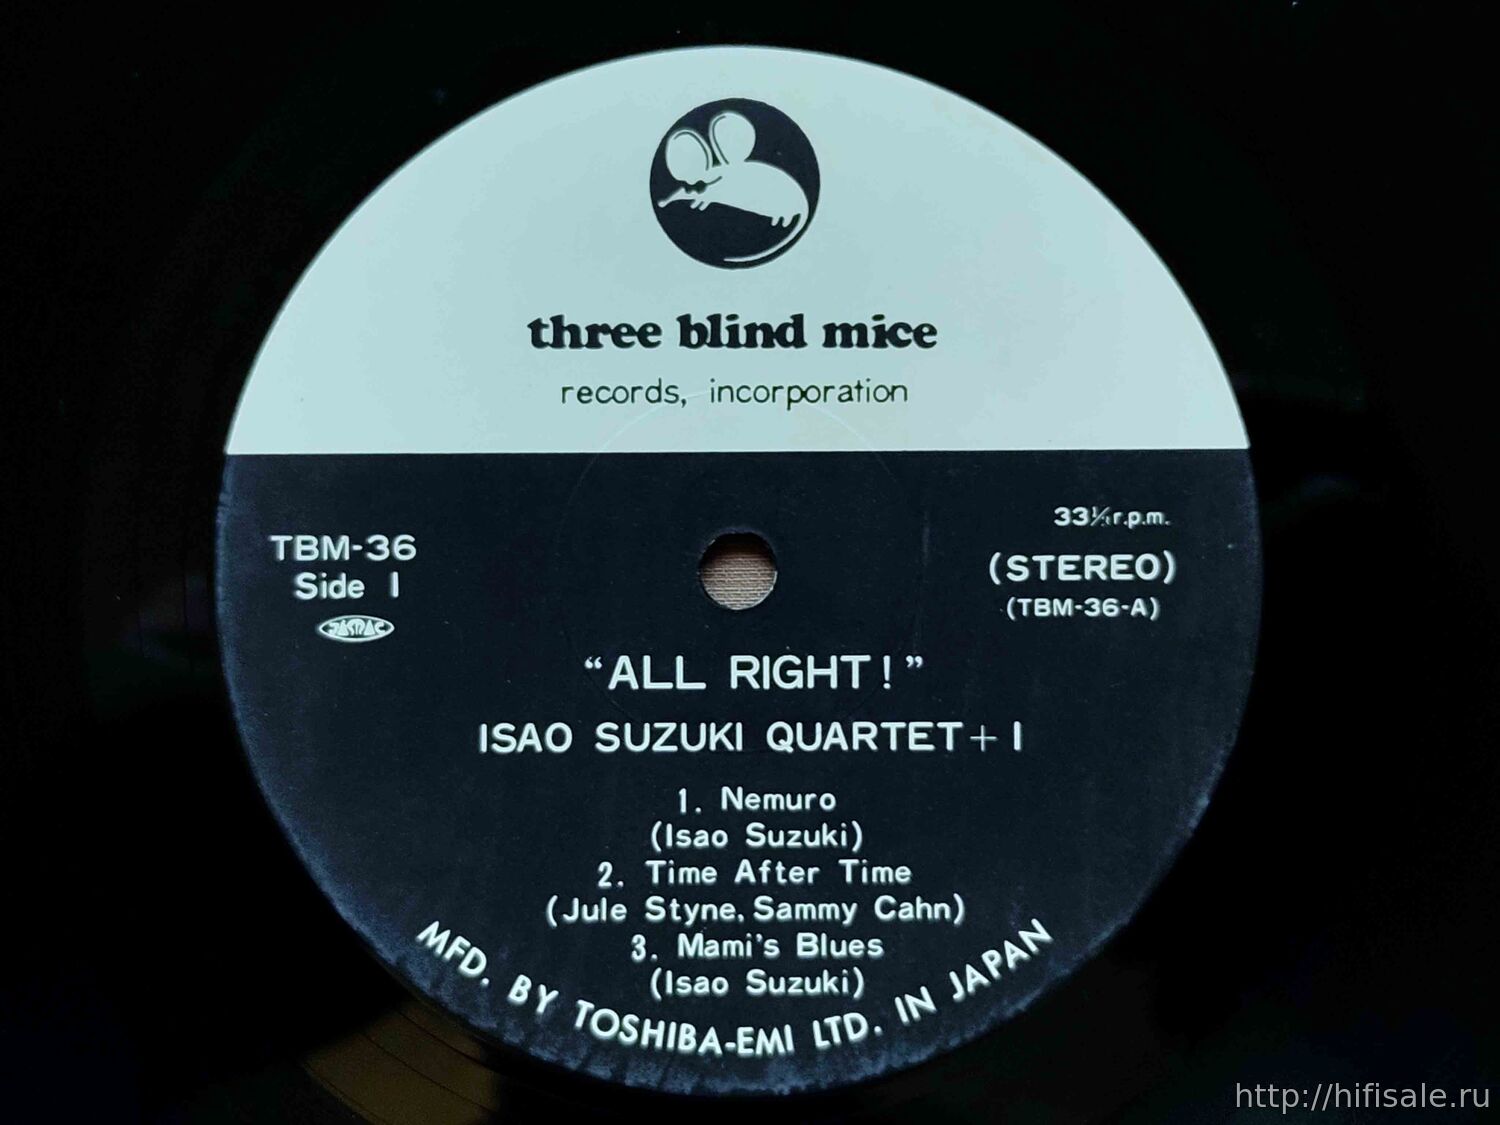 three blind mice
records, incorporation
TBM-36
Side 1
JASRAC
33⅓ r.p.m.
(STEREO)
(TBM-36-A)
“ALL RIGHT!”
ISAO SUZUKI QUARTET+1
1. Nemuro
(Isao Suzuki)
2. Time After Time
(Jule Styne, Sammy Cahn)
3. Mami's Blues
(Isao Suzuki)
MFD. BY TOSHIBA-EMI LTD. IN JAPAN
http://hifisale.ru